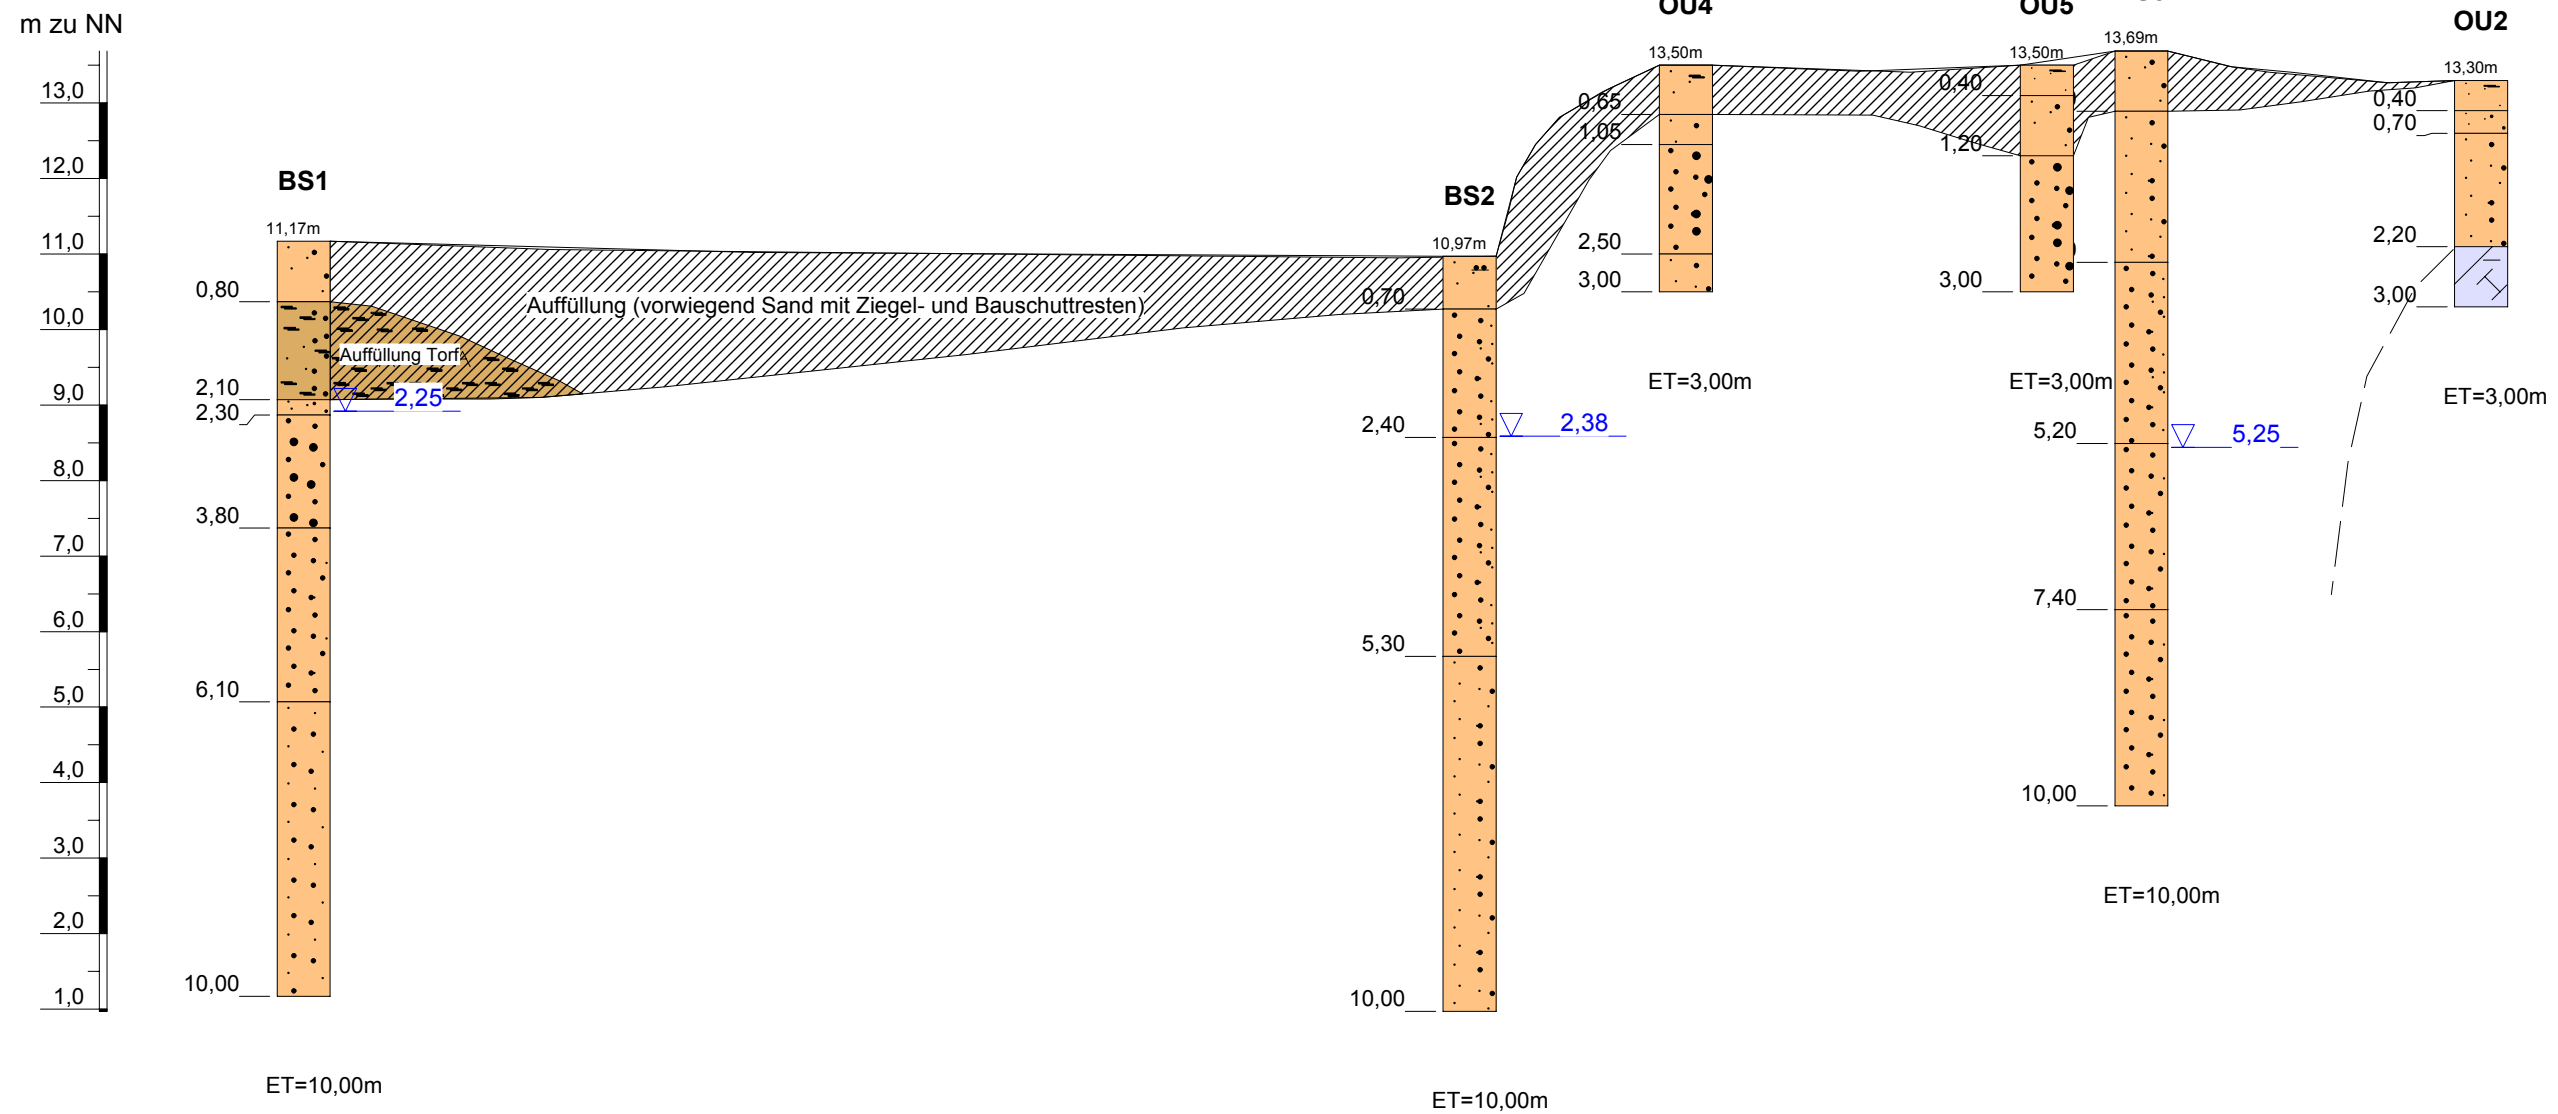 m zu NN
13,0
12,0
11,0
10,0
9,0
8,0
7,0
6,0
5,0
4,0
3,0
2,0
1,0
BS1
11,17m
0,80
2,10
2,30
3,80
6,10
10,00
2,25
ET=10,00m
Auffüllung (vorwiegend Sand mit Ziegel- und Bauschuttresten)
Auffüllung Torf
BS2
10,97m
0,70
2,40
5,30
10,00
2,38
ET=10,00m
OU4
13,50m
0,65
1,05
2,50
3,00
ET=3,00m
OU5
13,50m
0,40
1,20
3,00
ET=3,00m
13,69m
5,20
7,40
10,00
5,25
ET=10,00m
OU2
13,30m
0,40
0,70
2,20
3,00
ET=3,00m